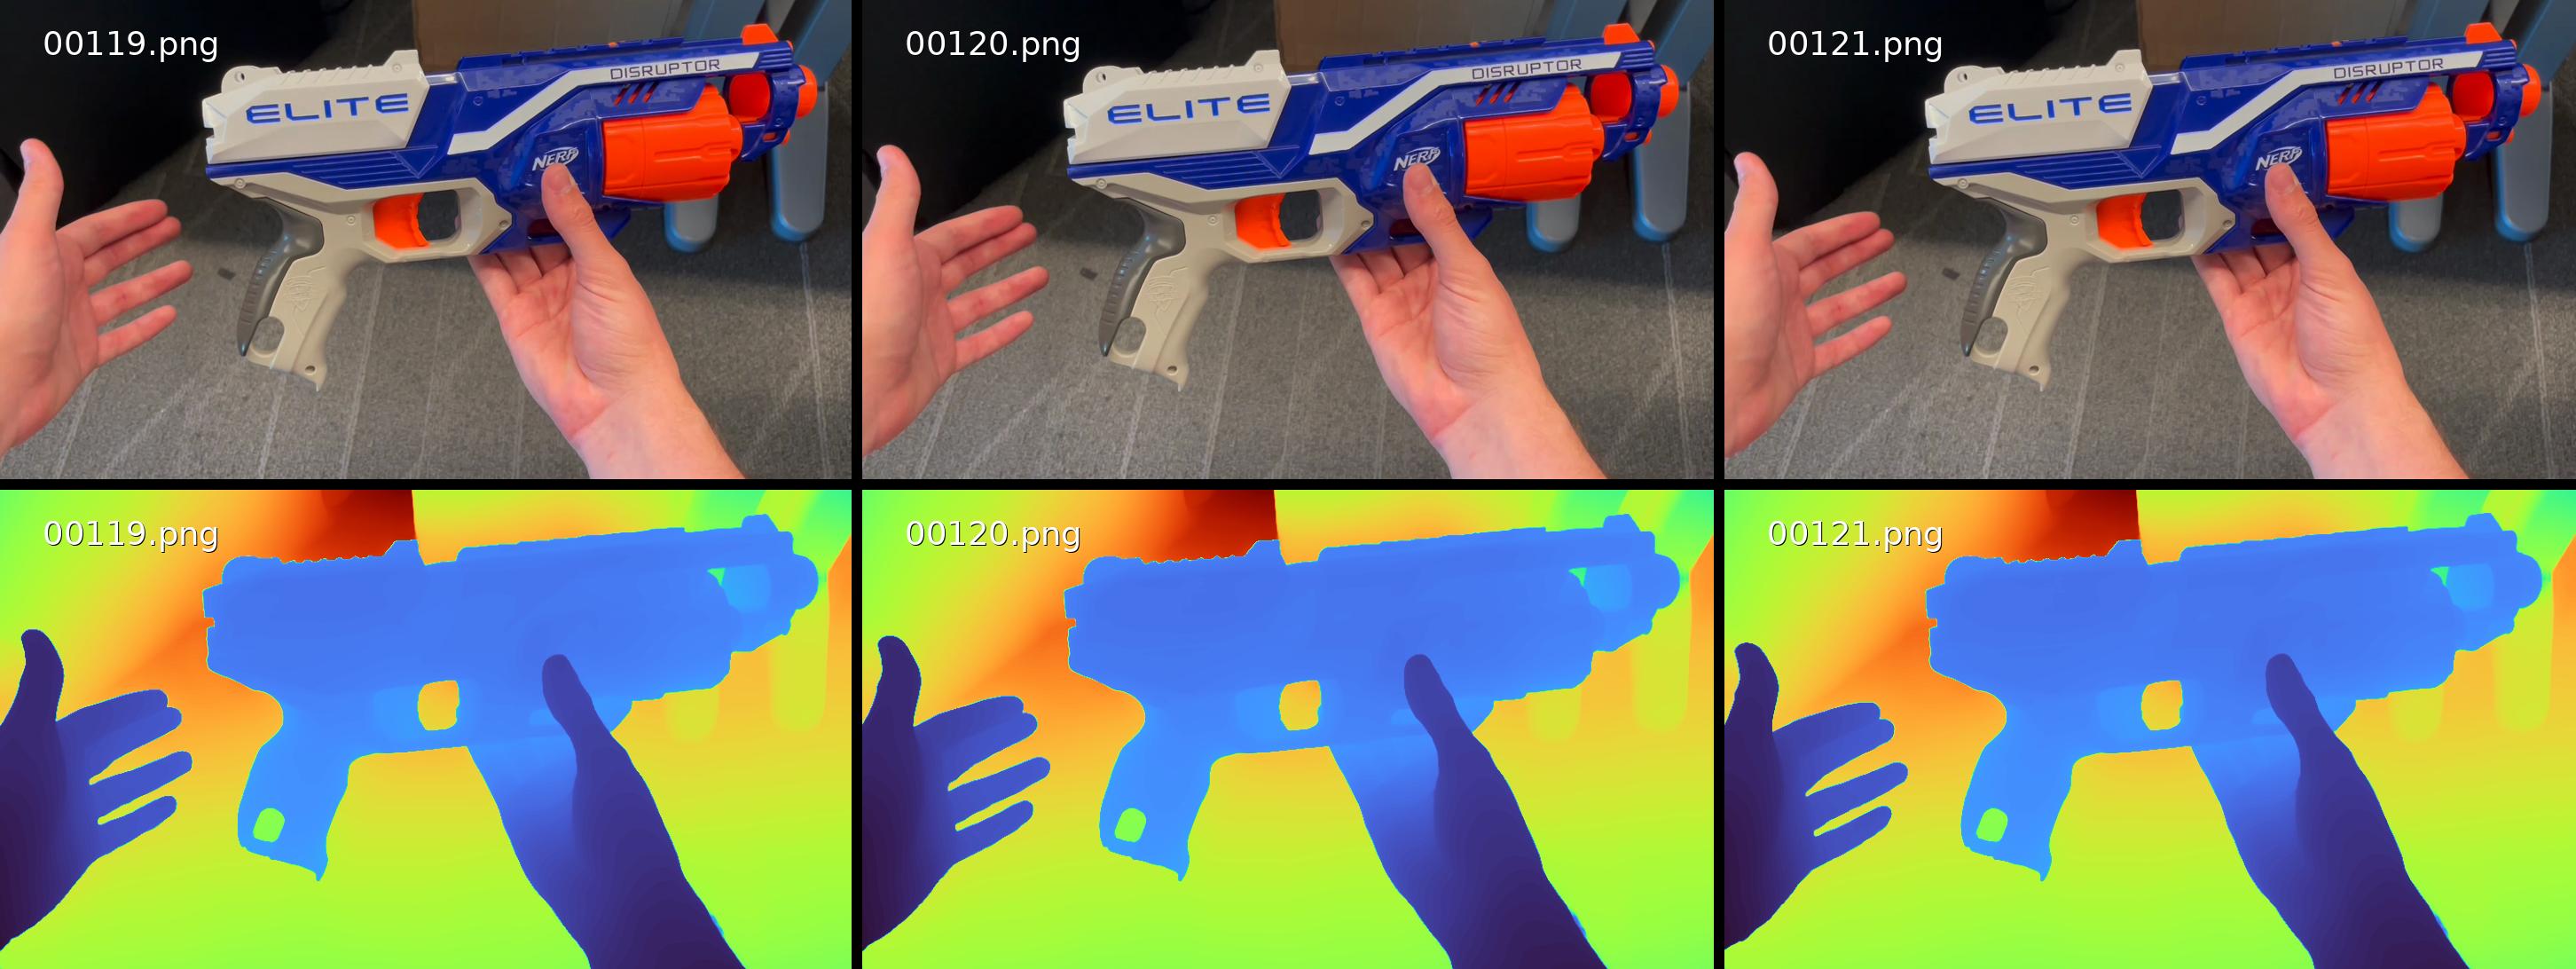 00119.png
DISRUPTOR
ELITE
NERF
00120.png
DISRUPTOR
ELITE
NERF
00121.png
DISRUPTOR
ELITE
NERF
00119.png
00120.png
00121.png